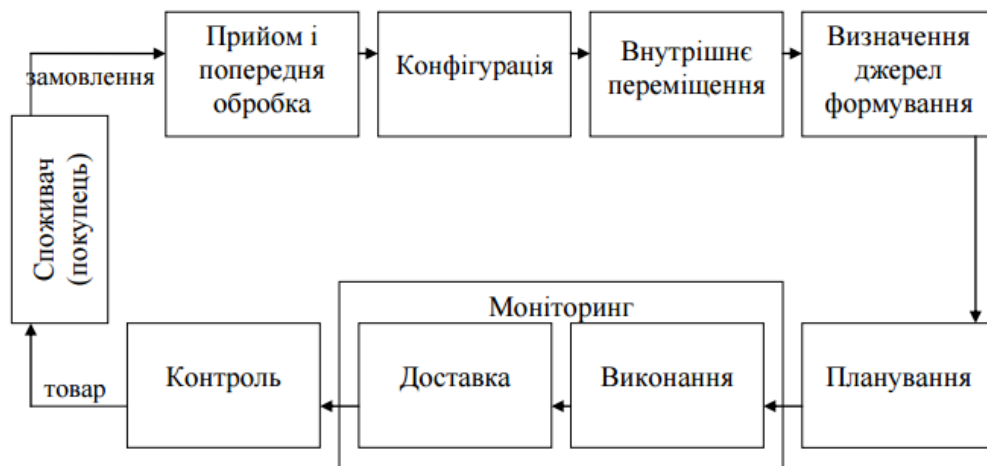 замовлення
Прийом і
попередня
обробка
Конфігурація
Внутрішнє
переміщення
Визначення
джерел
формування
Споживач
(покупець)
Моніторинг
товар
Контроль
Доставка
Виконання
Планування